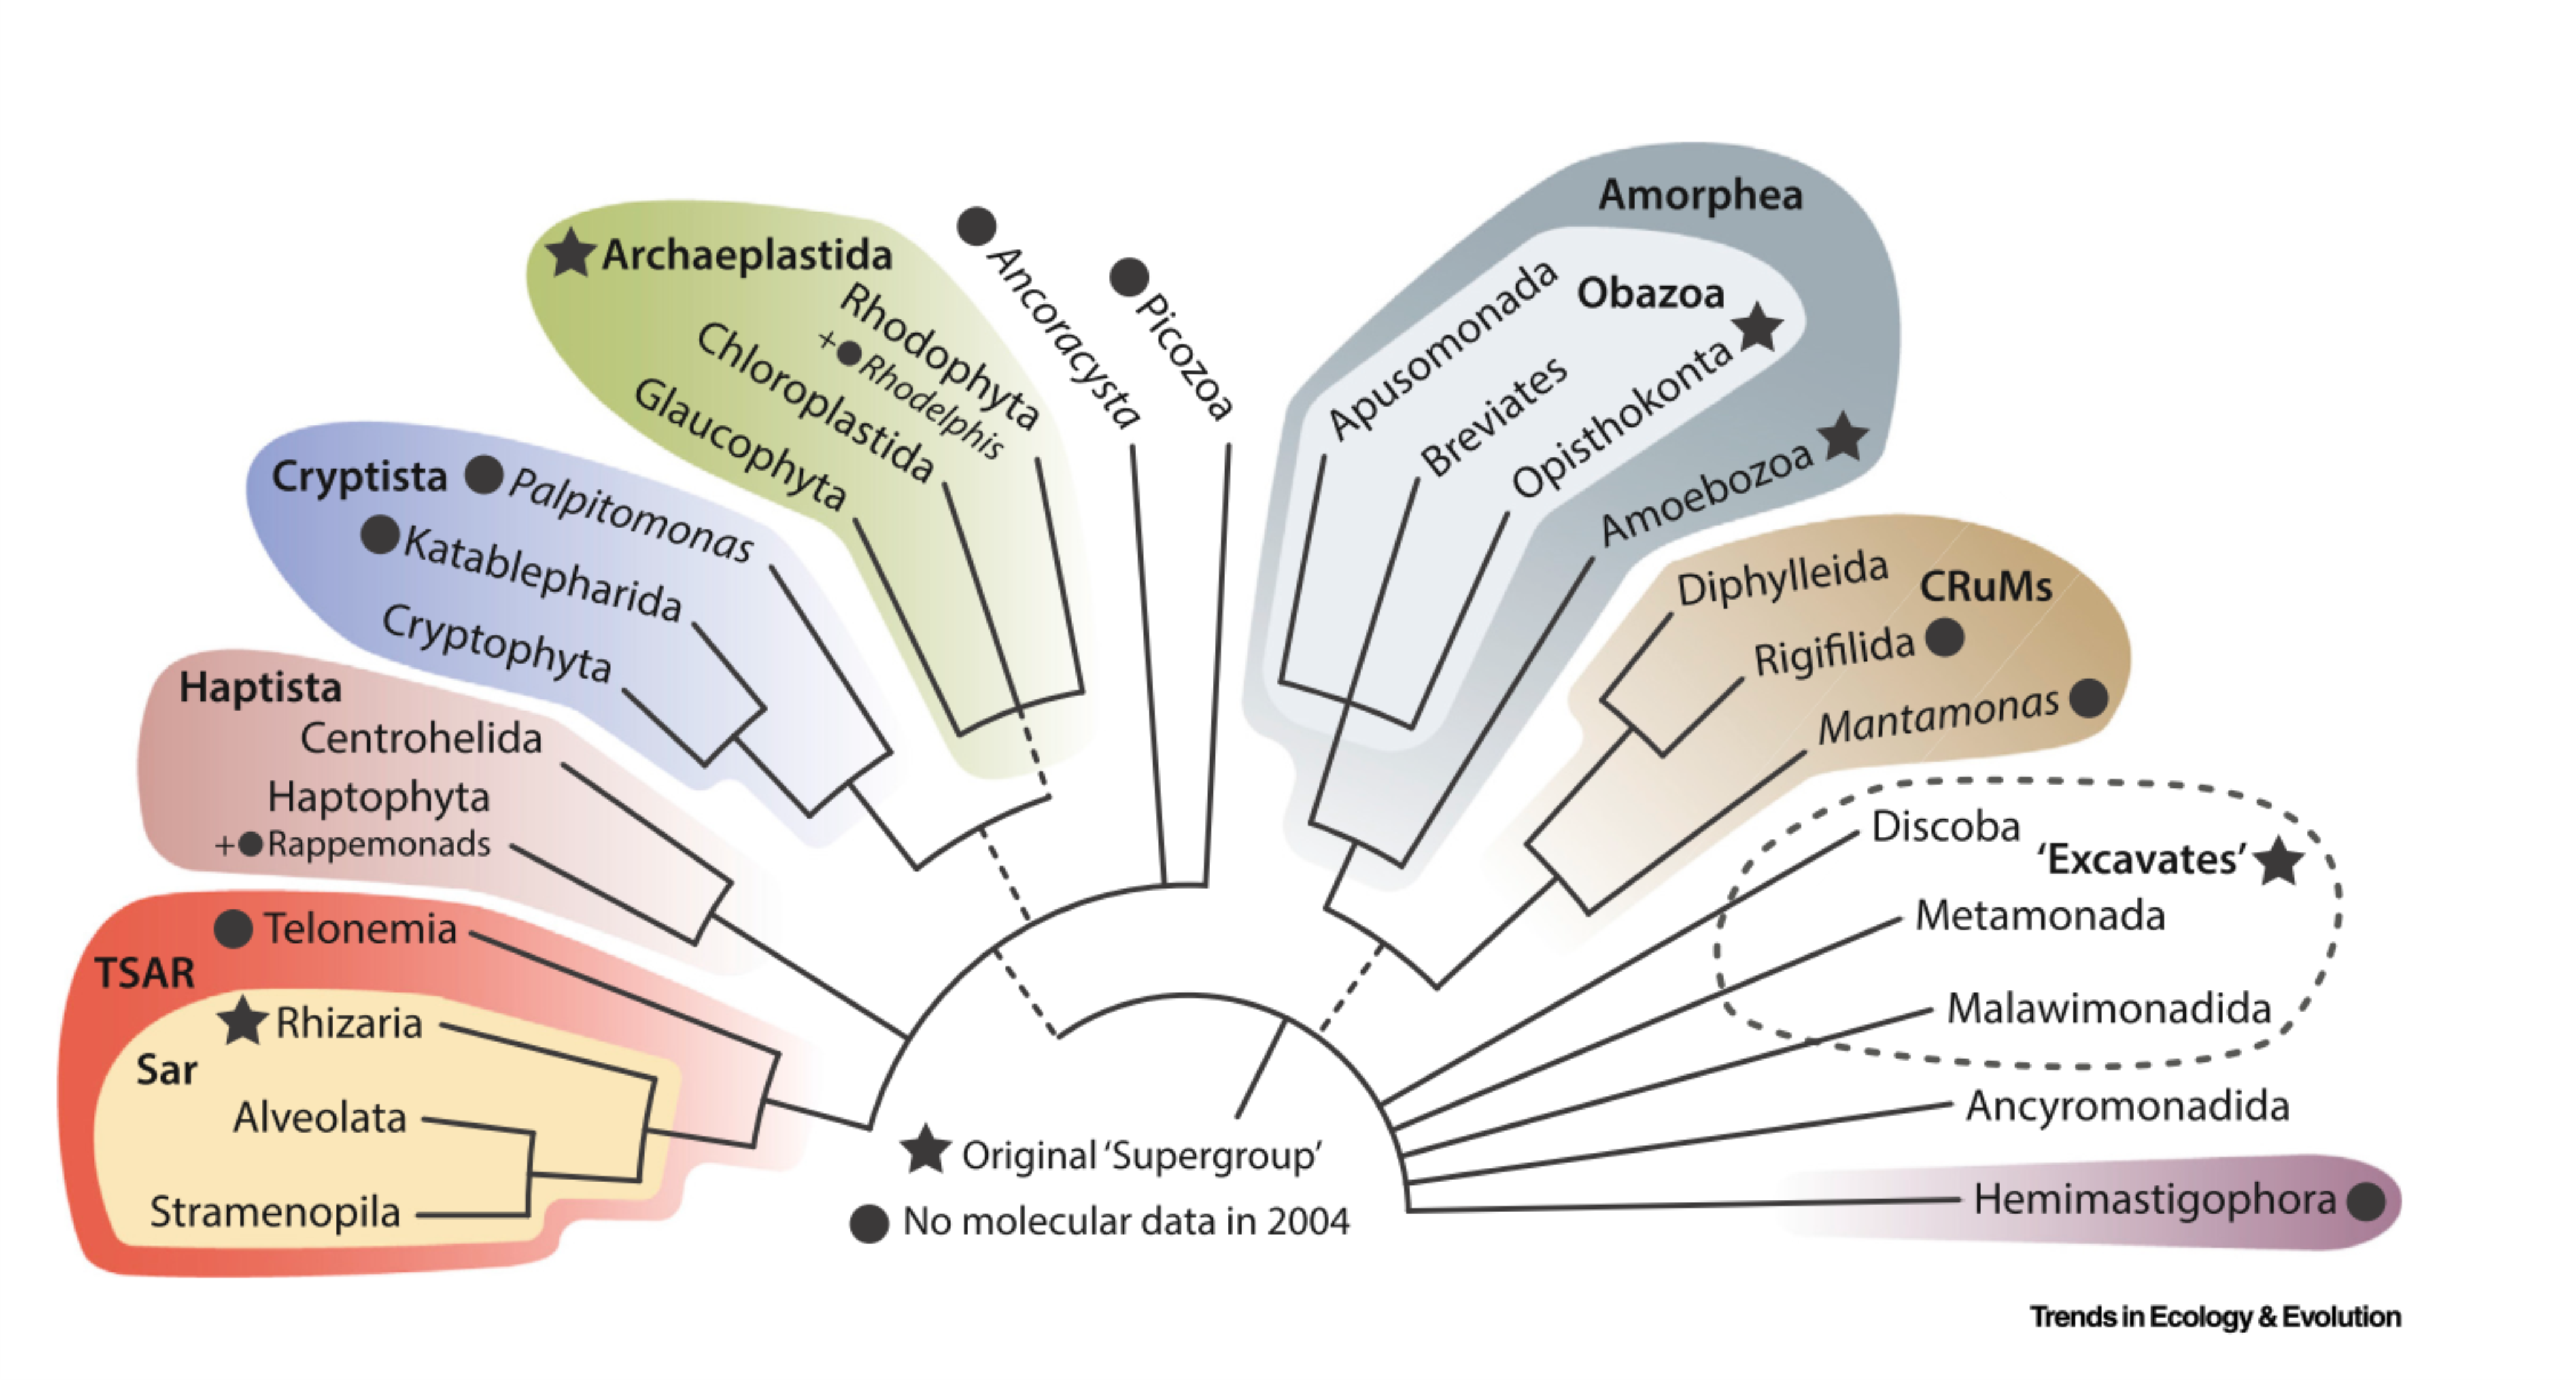 Archaeplastida
Rhodophyta
+ Rhodelphis
Chloroplastida
Glaucophyta
Ancoracysta
Picozoa
Cryptista
Palpitomonas
Katablepharida
Cryptophyta
Haptista
Centrohelida
Haptophyta
+ Rappemonads
TSAR
Telonemia
Sar
Rhizaria
Alveolata
Stramenopila
Amorphea
Obazoa
Apusomonada
Breviates
Opisthokonta
Amoebozoa
CRuMs
Diphylleida
Rigifilida
Mantamonas
Discoba
'Excavates'
Metamonada
Malawimonadida
Ancyromonadida
Hemimastigophora
Original 'Supergroup'
No molecular data in 2004
Trends in Ecology & Evolution